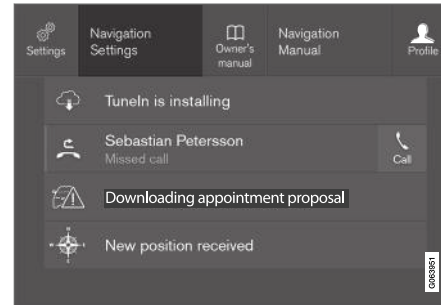 Settings
Navigation
Settings
Owner's
manual
Navigation
Manual
Profile
TuneIn is installing
Sebastian Petersson
Missed call
Call
Downloading appointment proposal
New position received
G063951